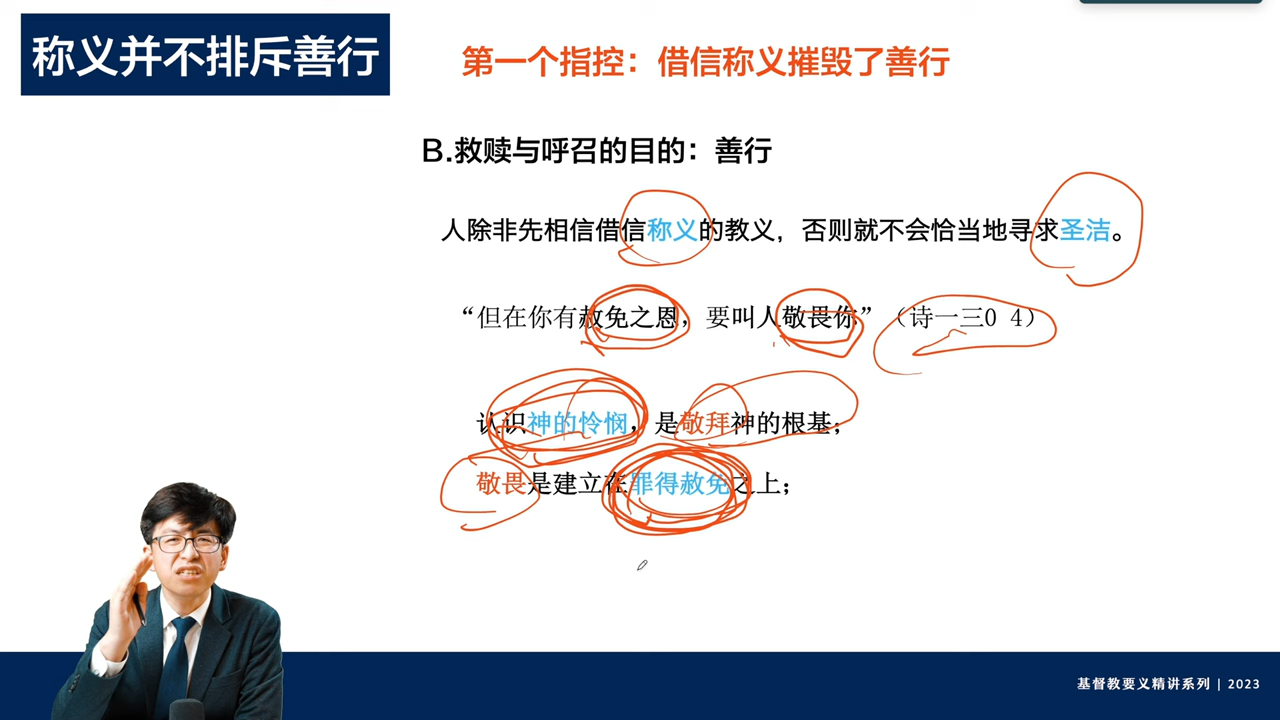 称义并不排斥善行
第一个指控：借信称义摧毁了善行
B.救赎与呼召的目的：善行
人除非先相信借信称义的教义，否则就不会恰当地寻求圣洁。
“但在你有赦免之恩，要叫人敬畏你”（诗一三0 4）
认识神的怜悯，是敬拜神的根基；
敬畏是建立在罪得赦免之上；
基督教要义精讲系列 | 2023